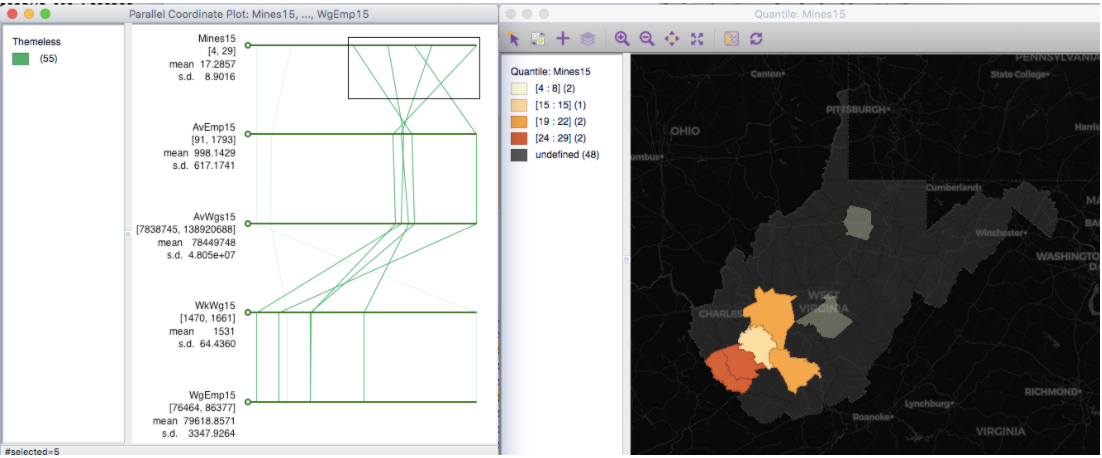 Parallel Coordinate Plot: Mines15, ..., WgEmp15
Themeless
(55)
Mines15
[4, 29]
mean 17.2857
s.d. 8.9016
AvEmp15
[91, 1793]
mean 998.1429
s.d. 617.1741
AvWgs15
[7838745, 138920688]
mean 78449748
s.d. 4.805e+07
WkWg15
[1470, 1661]
mean 1531
s.d. 64.4360
WgEmp15
[76464, 86377]
mean 79618.8571
s.d. 3347.9264
#selected=5
Quantile: Mines15
Quantile: Mines15
[4 : 8] (2)
[15 : 15] (1)
[19 : 22] (2)
[24 : 29] (2)
undefined (48)
PENNSYLVANIA
Canton
State College
PITTSBURGH
OHIO
Harris
umbus
Cumberland
MA
Winchester
WASHINGTO
WEST
VIRGINIA
CHARLES
RICHMOND
Lynchburg
Roanoke
VIRGINIA